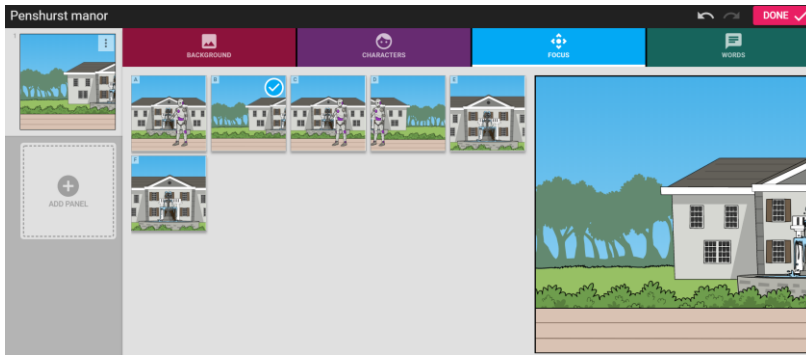 Penshurst manor
DONE
1
BACKGROUND
CHARACTERS
FOCUS
WORDS
A
B
C
D
E
F
ADD PANEL